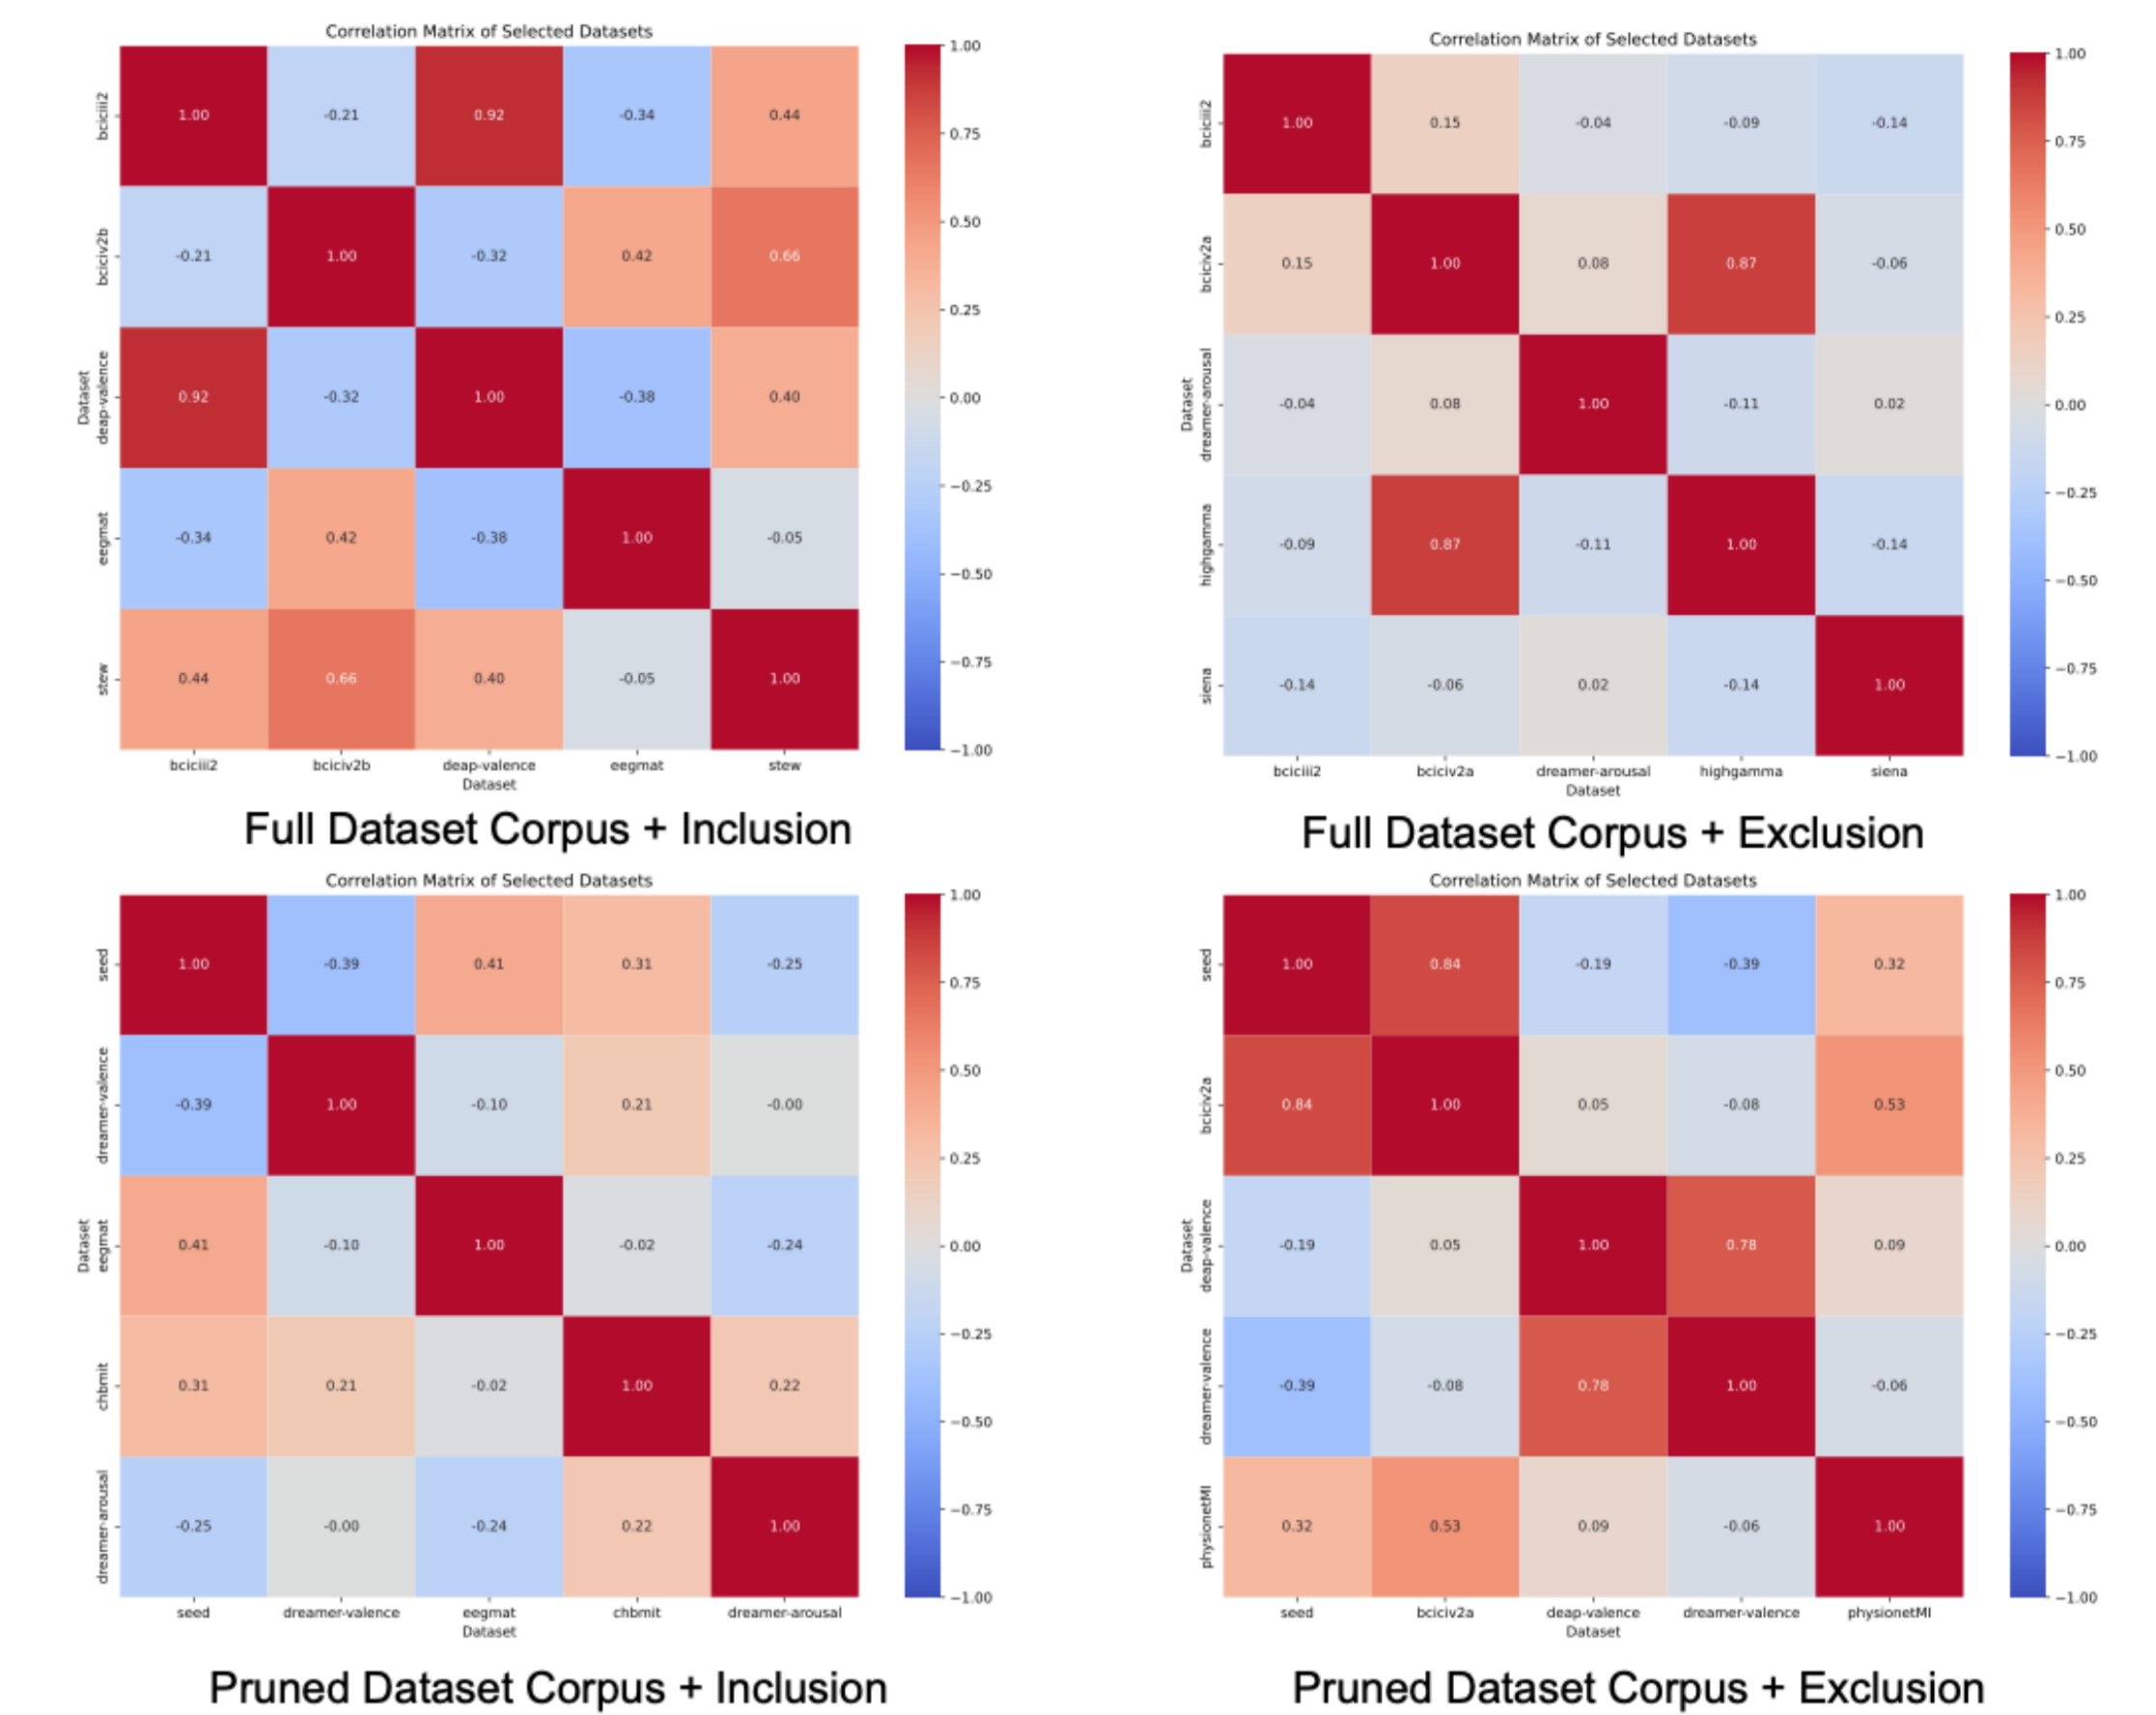 Correlation Matrix of Selected Datasets
bciciii2 1.00 -0.21 0.92 -0.34 0.44
bciciv2b -0.21 1.00 -0.32 0.42 0.66
Dataset
deap-valence 0.92 -0.32 1.00 -0.38 0.40
eegmat -0.34 0.42 -0.38 1.00 -0.05
stew 0.44 0.66 0.40 -0.05 1.00
bciciii2 bciciv2b deap-valence eegmat stew
Dataset
1.00
0.75
0.50
0.25
0.00
−0.25
−0.50
−0.75
−1.00
Full Dataset Corpus + Inclusion
Correlation Matrix of Selected Datasets
bciciii2 1.00 0.15 -0.04 -0.09 -0.14
bciciv2a 0.15 1.00 0.08 0.87 -0.06
Dataset
dreamer-arousal -0.04 0.08 1.00 -0.11 0.02
highgamma -0.09 0.87 -0.11 1.00 -0.14
siena -0.14 -0.06 0.02 -0.14 1.00
bciciii2 bciciv2a dreamer-arousal highgamma siena
Dataset
1.00
0.75
0.50
0.25
0.00
−0.25
−0.50
−0.75
−1.00
Full Dataset Corpus + Exclusion
Correlation Matrix of Selected Datasets
seed 1.00 -0.39 0.41 0.31 -0.25
dreamer-valence -0.39 1.00 -0.10 0.21 -0.00
Dataset
eegmat 0.41 -0.10 1.00 -0.02 -0.24
chbmit 0.31 0.21 -0.02 1.00 0.22
dreamer-arousal -0.25 -0.00 -0.24 0.22 1.00
seed dreamer-valence eegmat chbmit dreamer-arousal
Dataset
1.00
0.75
0.50
0.25
0.00
−0.25
−0.50
−0.75
−1.00
Pruned Dataset Corpus + Inclusion
Correlation Matrix of Selected Datasets
seed 1.00 0.84 -0.19 -0.39 0.32
bciciv2a 0.84 1.00 0.05 -0.08 0.53
Dataset
deap-valence -0.19 0.05 1.00 0.78 0.09
dreamer-valence -0.39 -0.08 0.78 1.00 -0.06
physionetMI 0.32 0.53 0.09 -0.06 1.00
seed bciciv2a deap-valence dreamer-valence physionetMI
Dataset
1.00
0.75
0.50
0.25
0.00
−0.25
−0.50
−0.75
−1.00
Pruned Dataset Corpus + Exclusion